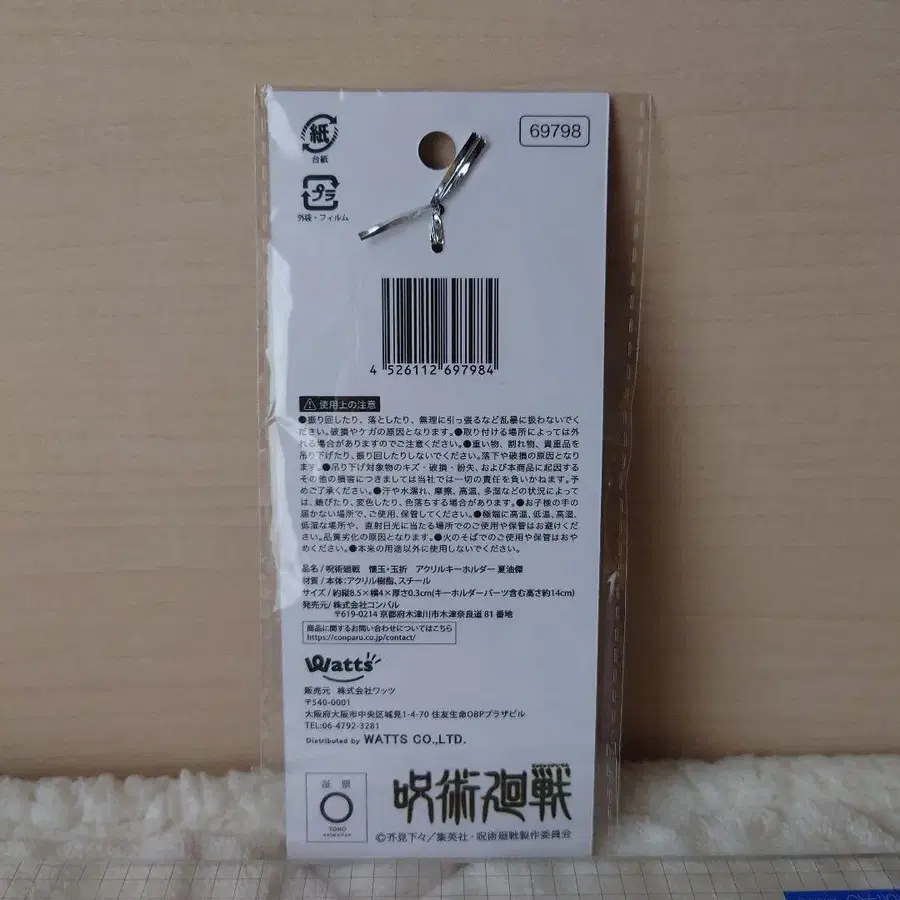 紙
台紙
プラ
外袋・フィルム
69798
4 526112 697984
使用上の注意
●振り回したり、落としたり、無理に引っ張るなど乱暴に扱わないでく
ださい。破損やケガの原因となります。●取り付ける場所によっては外
れる場合がありますのでご注意ください。●重い物、割れ物、貴重品を
吊り下げたり、振り回したりしないでください。落下や破損の原因となり
ます。●吊り下げ対象物のキズ・破損・紛失、および本商品に起因する
その他の損害につきましては当社では一切の責任を負いかねます。予
めご了承ください。●汗や水濡れ、摩擦、高温、多湿などの状況によって
は、錆びたり、変色したり、色落ちする場合があります。●お子様の手の
届かない場所で、ご使用、保管してください。●極端に高温、低温、高湿、
低湿な場所や、直射日光に当たる場所でのご使用や保管はお避けくだ
さい。品質劣化の原因となります。●火のそばでのご使用や保管はおや
めください。●本来の用途以外に使用しないでください。
品名/呪術廻戦 懐玉・玉折 アクリルキーホルダー 夏油傑
材質/本体:アクリル樹脂、スチール
サイズ/約縦8.5×横4×厚さ0.3cm(キーホルダーパーツ含む高さ約14cm)
発売元/株式会社コンパル
〒619-0214 京都府木津川市木津奈良道 81 番地
商品に関するお問い合わせについてはこちら
https://conparu.co.jp/contact/
Watts
販売元 株式会社ワッツ
〒540-0001
大阪府大阪市中央区城見1-4-70 住友生命OBPプラザビル
TEL:06-4792-3281
Distributed by WATTS CO.,LTD.
証 票
TOHO
animation
呪術廻戦
©芥見下々/集英社・呪術廻戦製作委員会